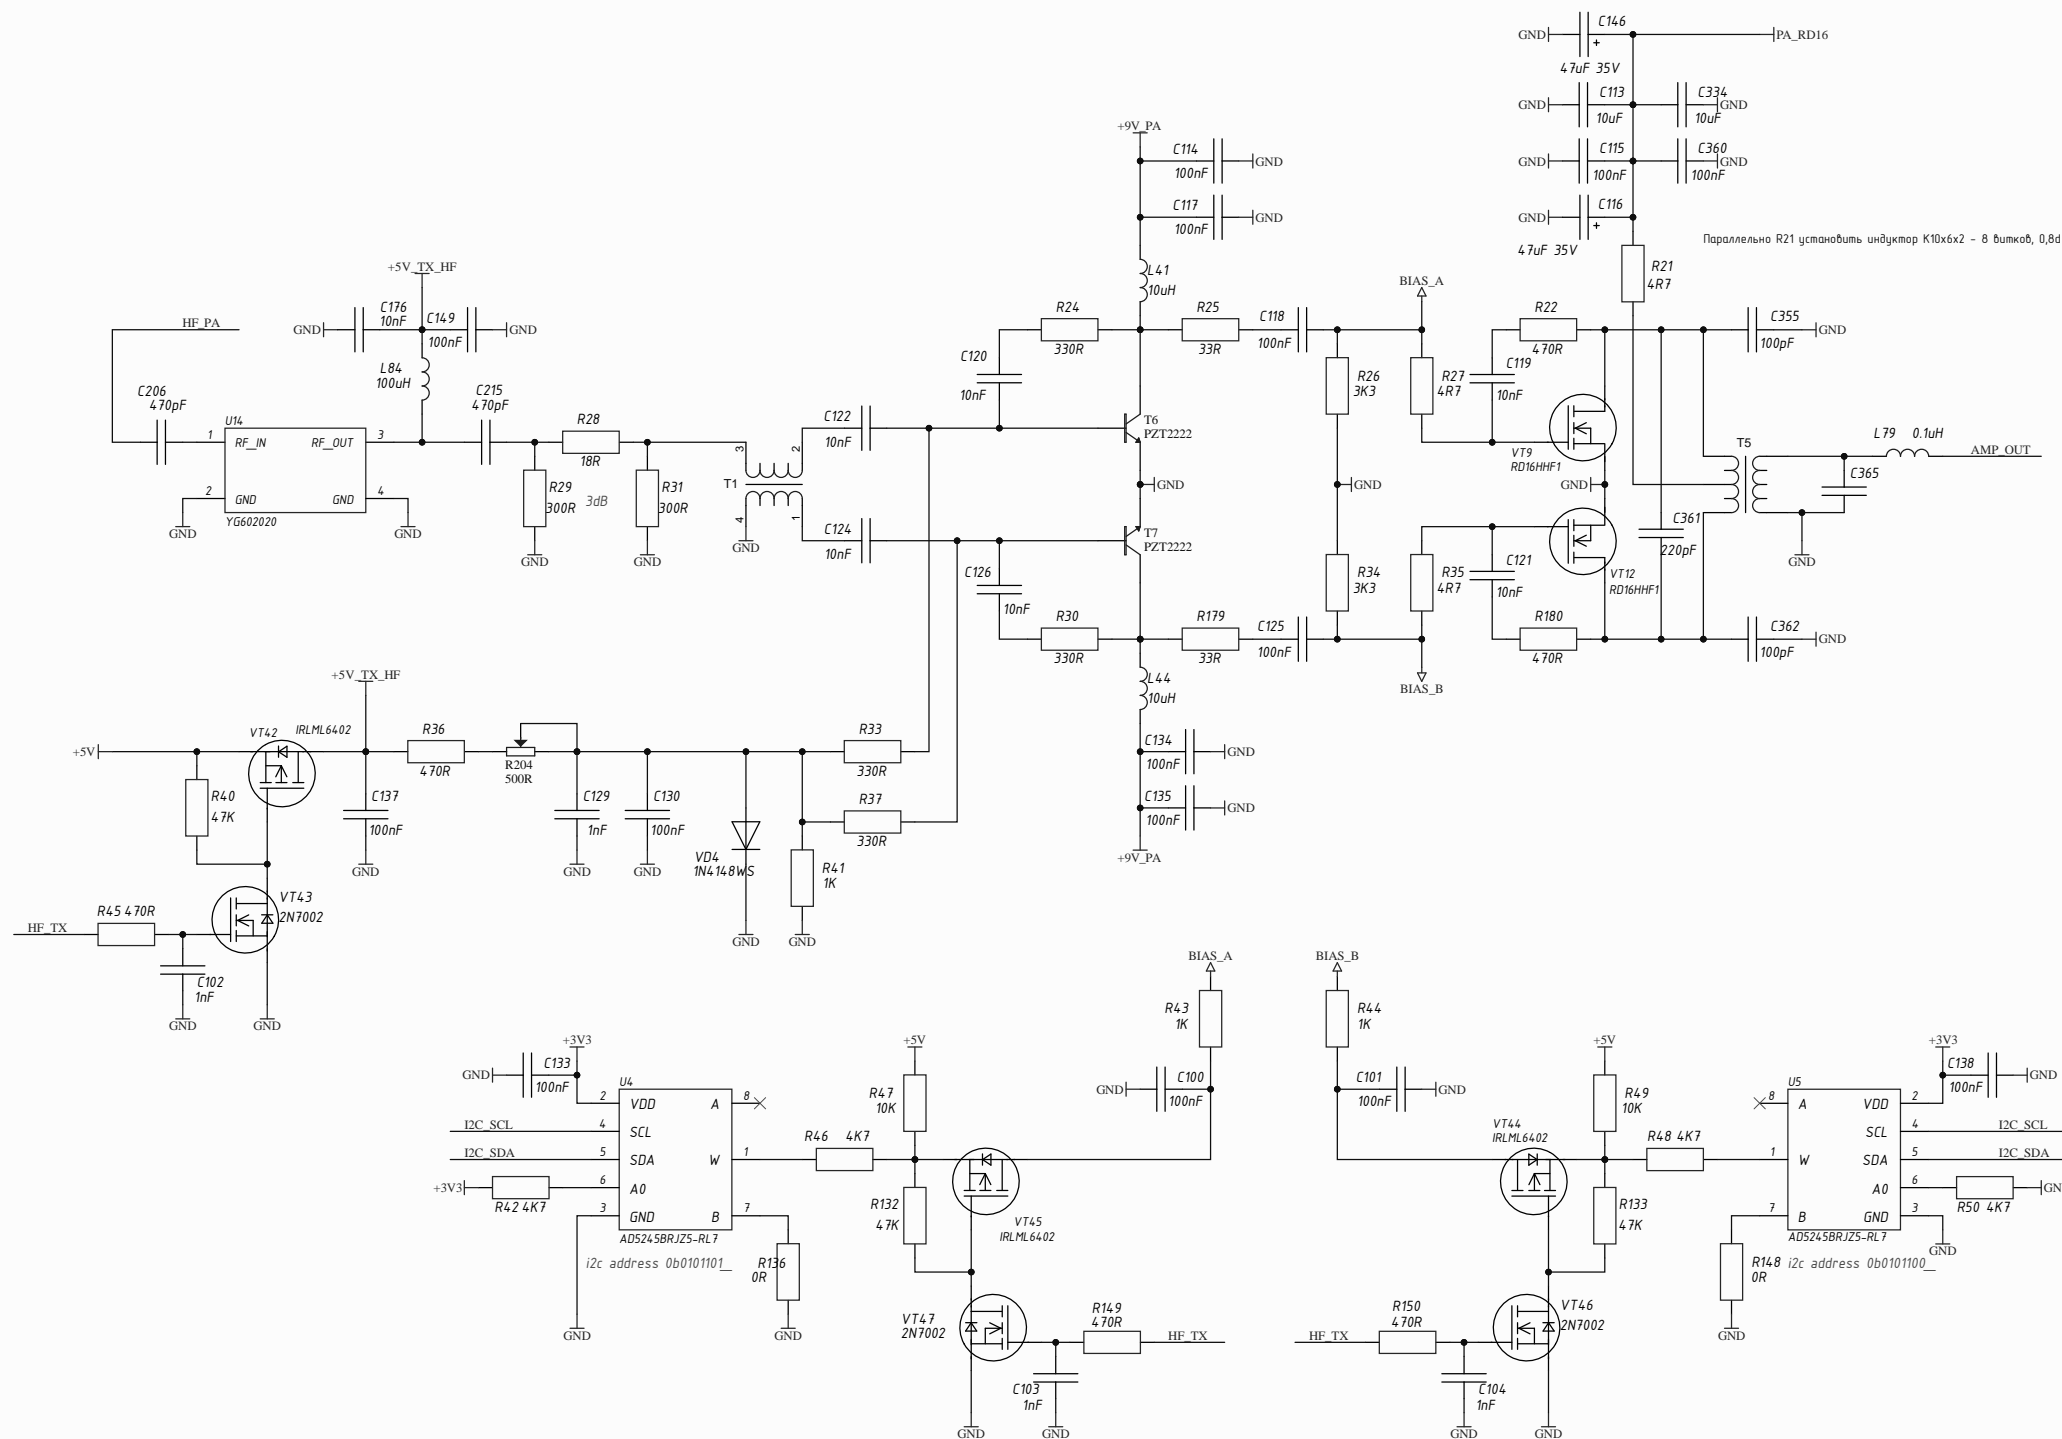 C146
GND
+
PA_RD16
47uF 35V
C113
C334
GND
GND
10uF
10uF
+9V_PA
C114
C115
C360
GND
GND
GND
100nF
100nF
100nF
C117
C116
GND
GND
100nF
+
47uF 35V
Параллельно R21 установить индуктор К10х6х2 - 8 витков, 0,8d
+5V_TX_HF
L41
10uH
R21
4R7
BIAS_A
HF_PA
GND
C176
10nF
C149
100nF
GND
R24
330R
R25
33R
C118
100nF
R22
470R
C355
100pF
GND
L84
100uH
C120
10nF
R26
3K3
R27
4R7
C119
10nF
C206
470pF
C215
470pF
U14
1
RF_IN
RF_OUT
3
2
GND
GND
4
YG602020
GND
GND
R28
18R
R29
300R
3dB
R31
300R
GND
GND
3
2
T1
4
1
GND
C122
10nF
C124
10nF
T6
PZT2222
GND
T7
PZT2222
GND
VT9
RD16HHF1
GND
T5
L79
0.1uH
AMP_OUT
C365
GND
C361
220pF
C126
10nF
R34
3K3
R35
4R7
C121
10nF
VT12
RD16HHF1
R30
330R
R179
33R
C125
100nF
R180
470R
C362
100pF
GND
BIAS_B
L44
10uH
+5V_TX_HF
+5V
VT42
IRLML6402
R36
470R
R204
500R
R33
330R
C134
100nF
GND
R40
47K
C137
100nF
C129
1nF
C130
100nF
R37
330R
C135
100nF
GND
GND
GND
GND
VD4
1N4148WS
R41
1K
+9V_PA
GND
GND
HF_TX
R45 470R
VT43
2N7002
C102
1nF
GND
GND
BIAS_A
BIAS_B
R43
1K
R44
1K
+3V3
GND
C133
100nF
+5V
GND
C100
100nF
C101
100nF
GND
+5V
+3V3
C138
100nF
GND
U4
2
VDD
A
8
I2C_SCL
4
SCL
I2C_SDA
5
SDA
W
1
+3V3
R42 4K7
6
A0
3
GND
B
7
AD5245BRJZ5-RL7
i2c address 0b0101101_
GND
R136
0R
GND
R46 4K7
R47
10K
R132
47K
VT45
IRLML6402
VT47
2N7002
R149
470R
HF_TX
C103
1nF
GND
GND
VT44
IRLML6402
R49
10K
R48 4K7
R133
47K
HF_TX
R150
470R
VT46
2N7002
C104
1nF
GND
GND
U5
8
A
VDD
2
SCL
4
I2C_SCL
1
W
SDA
5
I2C_SDA
A0
6
R50 4K7
7
B
GND
3
GND
AD5245BRJZ5-RL7
i2c address 0b0101100_
R148
0R
GND